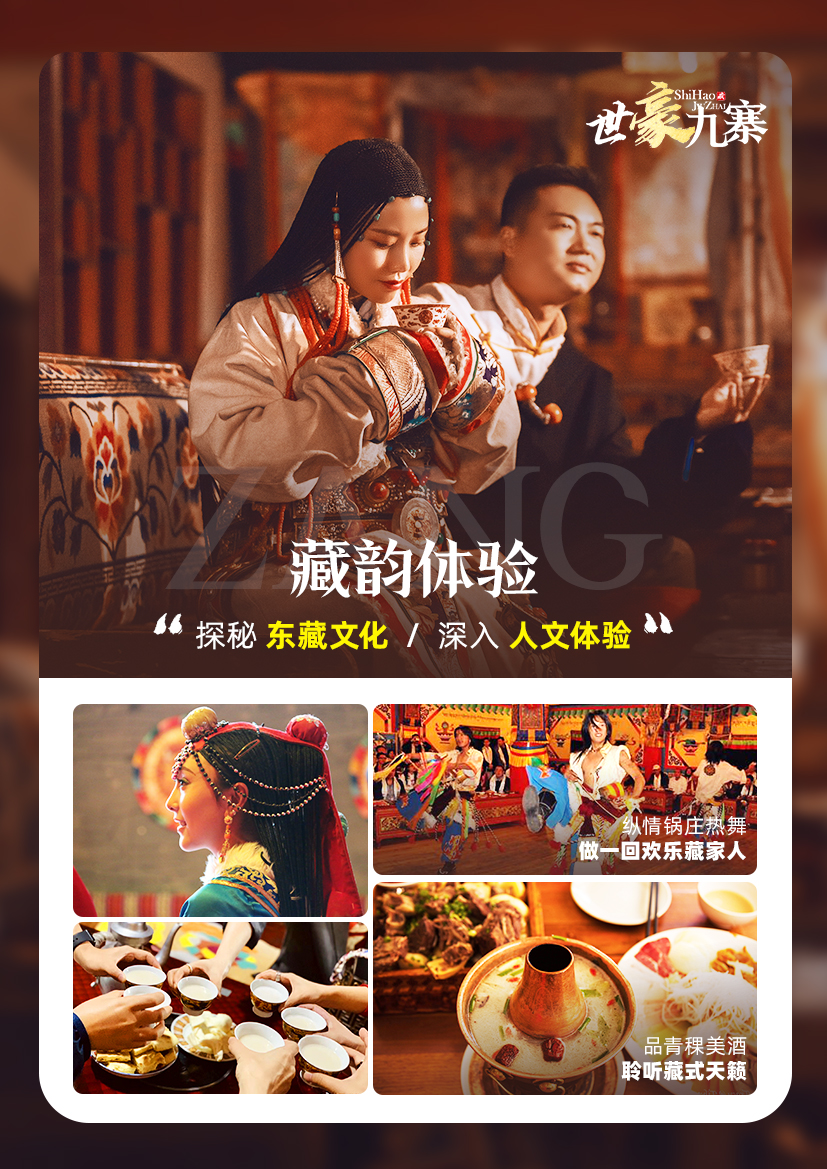 世豪九寨
ShiHao
JiuZHAI
ZANG
藏韵体验
“探秘 东藏文化 / 深入 人文体验”
纵情锅庄热舞
做一回欢乐藏家人
品青稞美酒
聆听藏式天籁